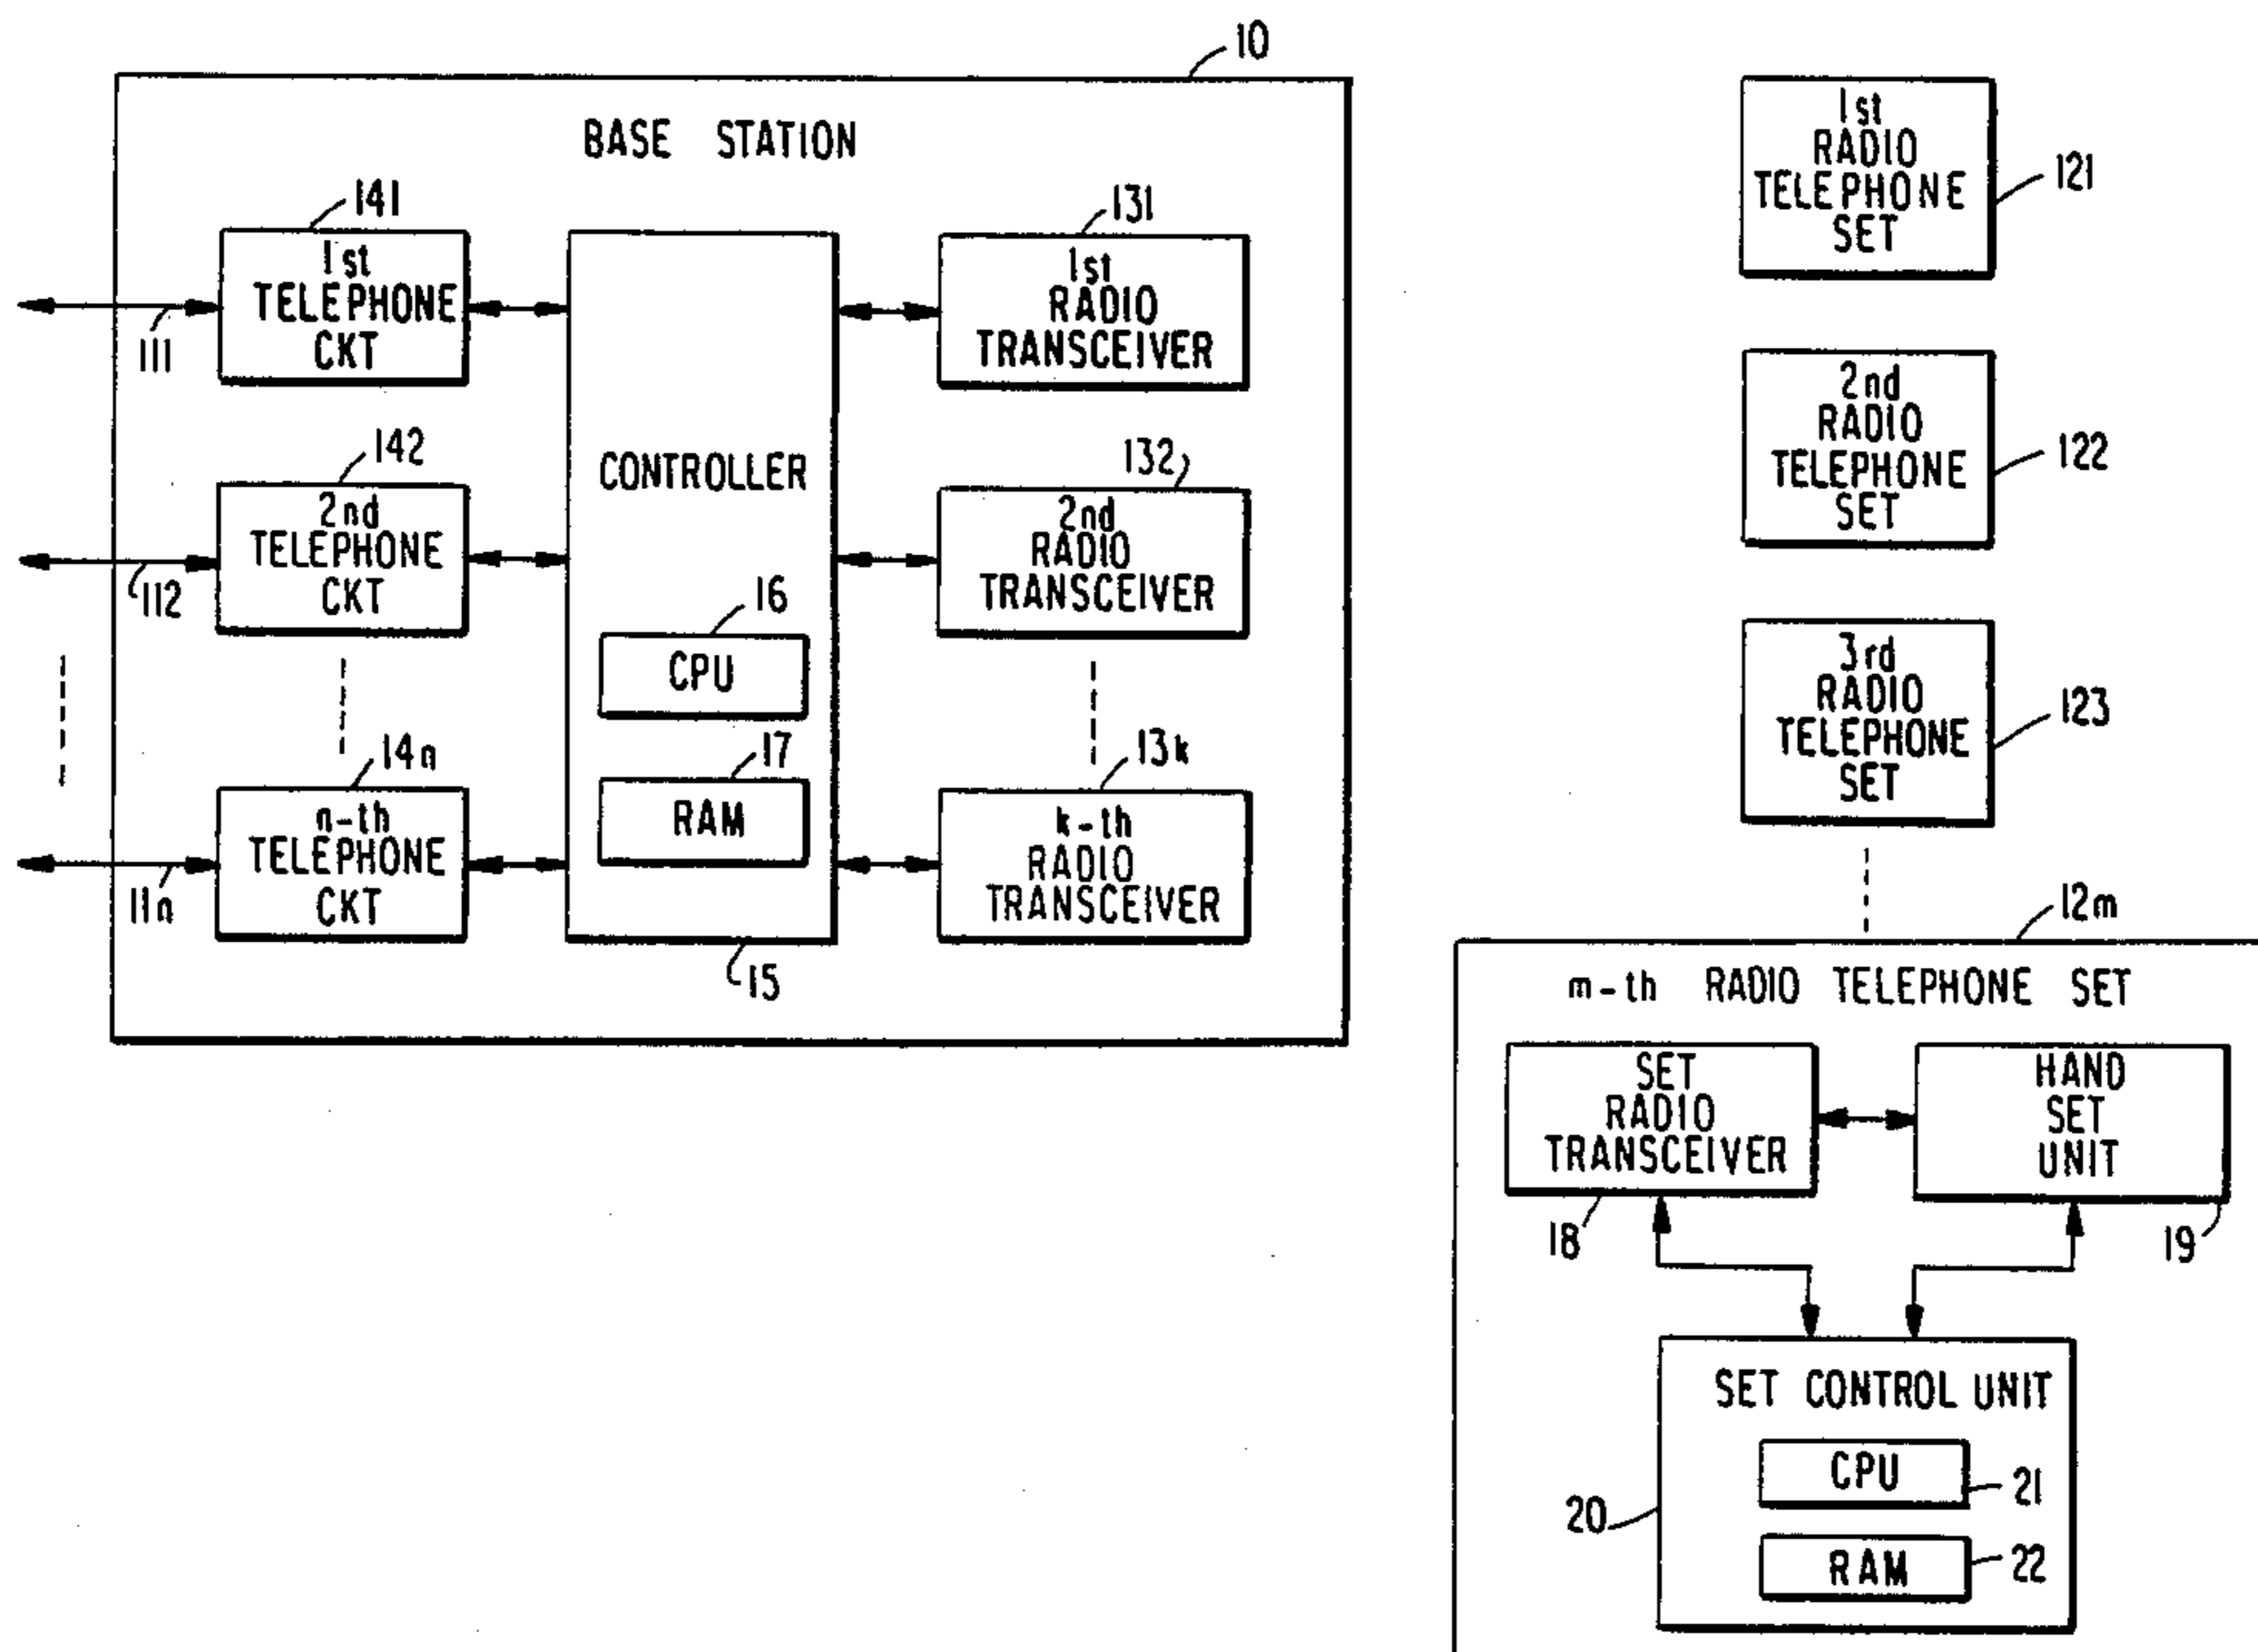 10
BASE STATION
141
1st
TELEPHONE
CKT
111
131
1st
RADIO
TRANSCEIVER
CONTROLLER
142
2nd
TELEPHONE
CKT
112
132
2nd
RADIO
TRANSCEIVER
16
CPU
17
RAM
14n
n-th
TELEPHONE
CKT
11n
13k
k-th
RADIO
TRANSCEIVER
15
1st
RADIO
TELEPHONE
SET
121
2nd
RADIO
TELEPHONE
SET
122
3rd
RADIO
TELEPHONE
SET
123
12m
m-th RADIO TELEPHONE SET
SET
RADIO
TRANSCEIVER
18
HAND
SET
UNIT
19
SET CONTROL UNIT
20
CPU
21
RAM
22